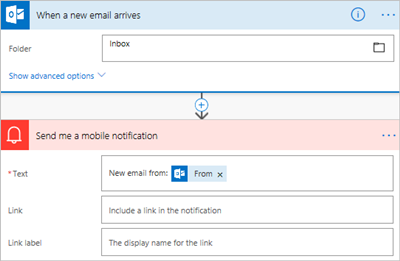 When a new email arrives
Folder
Inbox
Show advanced options
Send me a mobile notification
* Text
New email from: From ×
Link
Include a link in the notification
Link label
The display name for the link